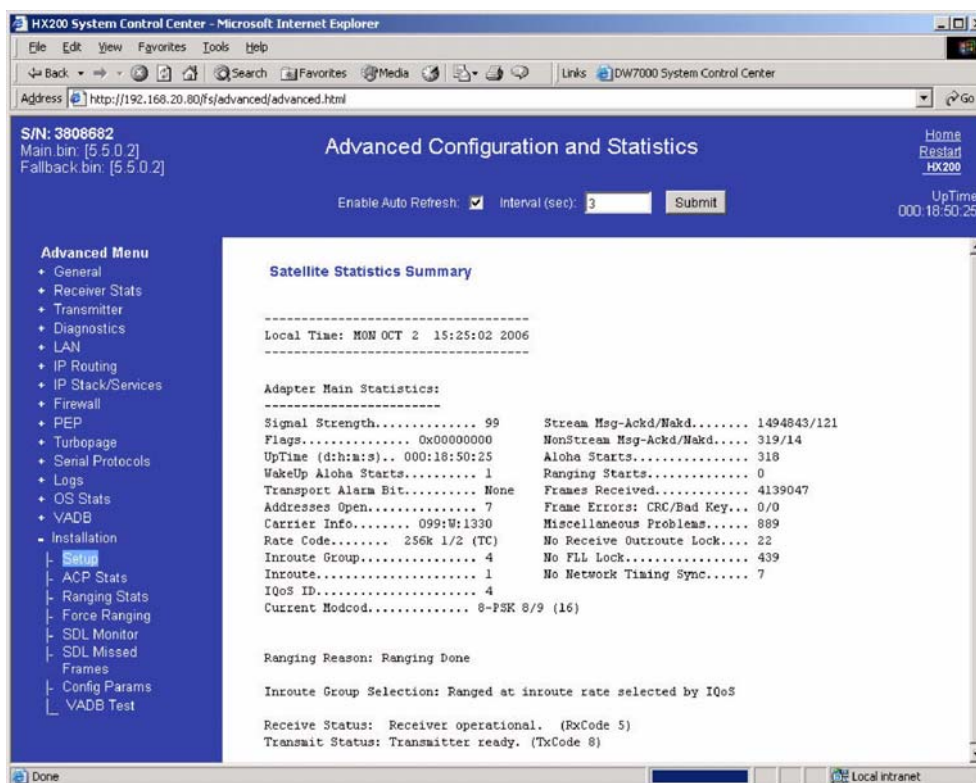 HX200 System Control Center - Microsoft Internet Explorer
File Edit View Favorites Tools Help
Back Search Favorites Media Links DW7000 System Control Center
Address http://192.168.20.80/fs/advanced/advanced.html Go
S/N: 3808682
Main.bin: [5.5.0.2]
Fallback.bin: [5.5.0.2]
Advanced Configuration and Statistics
Home
Restart
HX200
Enable Auto Refresh: Interval (sec): 3 Submit
UpTime
000:18:50:25
Advanced Menu
+ General
+ Receiver Stats
+ Transmitter
+ Diagnostics
+ LAN
+ IP Routing
+ IP Stack/Services
+ Firewall
+ PEP
+ Turbopage
+ Serial Protocols
+ Logs
+ OS Stats
+ VADB
- Installation
|- Setup
|- ACP Stats
|- Ranging Stats
|- Force Ranging
|- SDL Monitor
|- SDL Missed
Frames
|- Config Params
|_ VADB Test
Satellite Statistics Summary
-----------------------------------
Local Time: MON OCT 2 15:25:02 2006
-----------------------------------
Adapter Main Statistics:
-----------------------
Signal Strength.............. 99 Stream Msg-Ackd/Nakd........ 1494843/121
Flags............... 0x00000000 NonStream Msg-Ackd/Nakd..... 319/14
UpTime (d:h:m:s).. 000:18:50:25 Aloha Starts................ 318
WakeUp Aloha Starts.......... 1 Ranging Starts.............. 0
Transport Alarm Bit.......... None Frames Received............. 4139047
Addresses Open............... 7 Frame Errors: CRC/Bad Key... 0/0
Carrier Info........ 099:W:1330 Miscellaneous Problems...... 889
Rate Code........ 256k 1/2 (TC) No Receive Outroute Lock.... 22
Inroute Group................ 4 No FLL Lock................. 439
Inroute...................... 1 No Network Timing Sync...... 7
IQoS ID...................... 4
Current Modcod.............. 8-PSK 8/9 (16)
Ranging Reason: Ranging Done
Inroute Group Selection: Ranged at inroute rate selected by IQoS
Receive Status: Receiver operational. (RxCode 5)
Transmit Status: Transmitter ready. (TxCode 8)
Done Local intranet